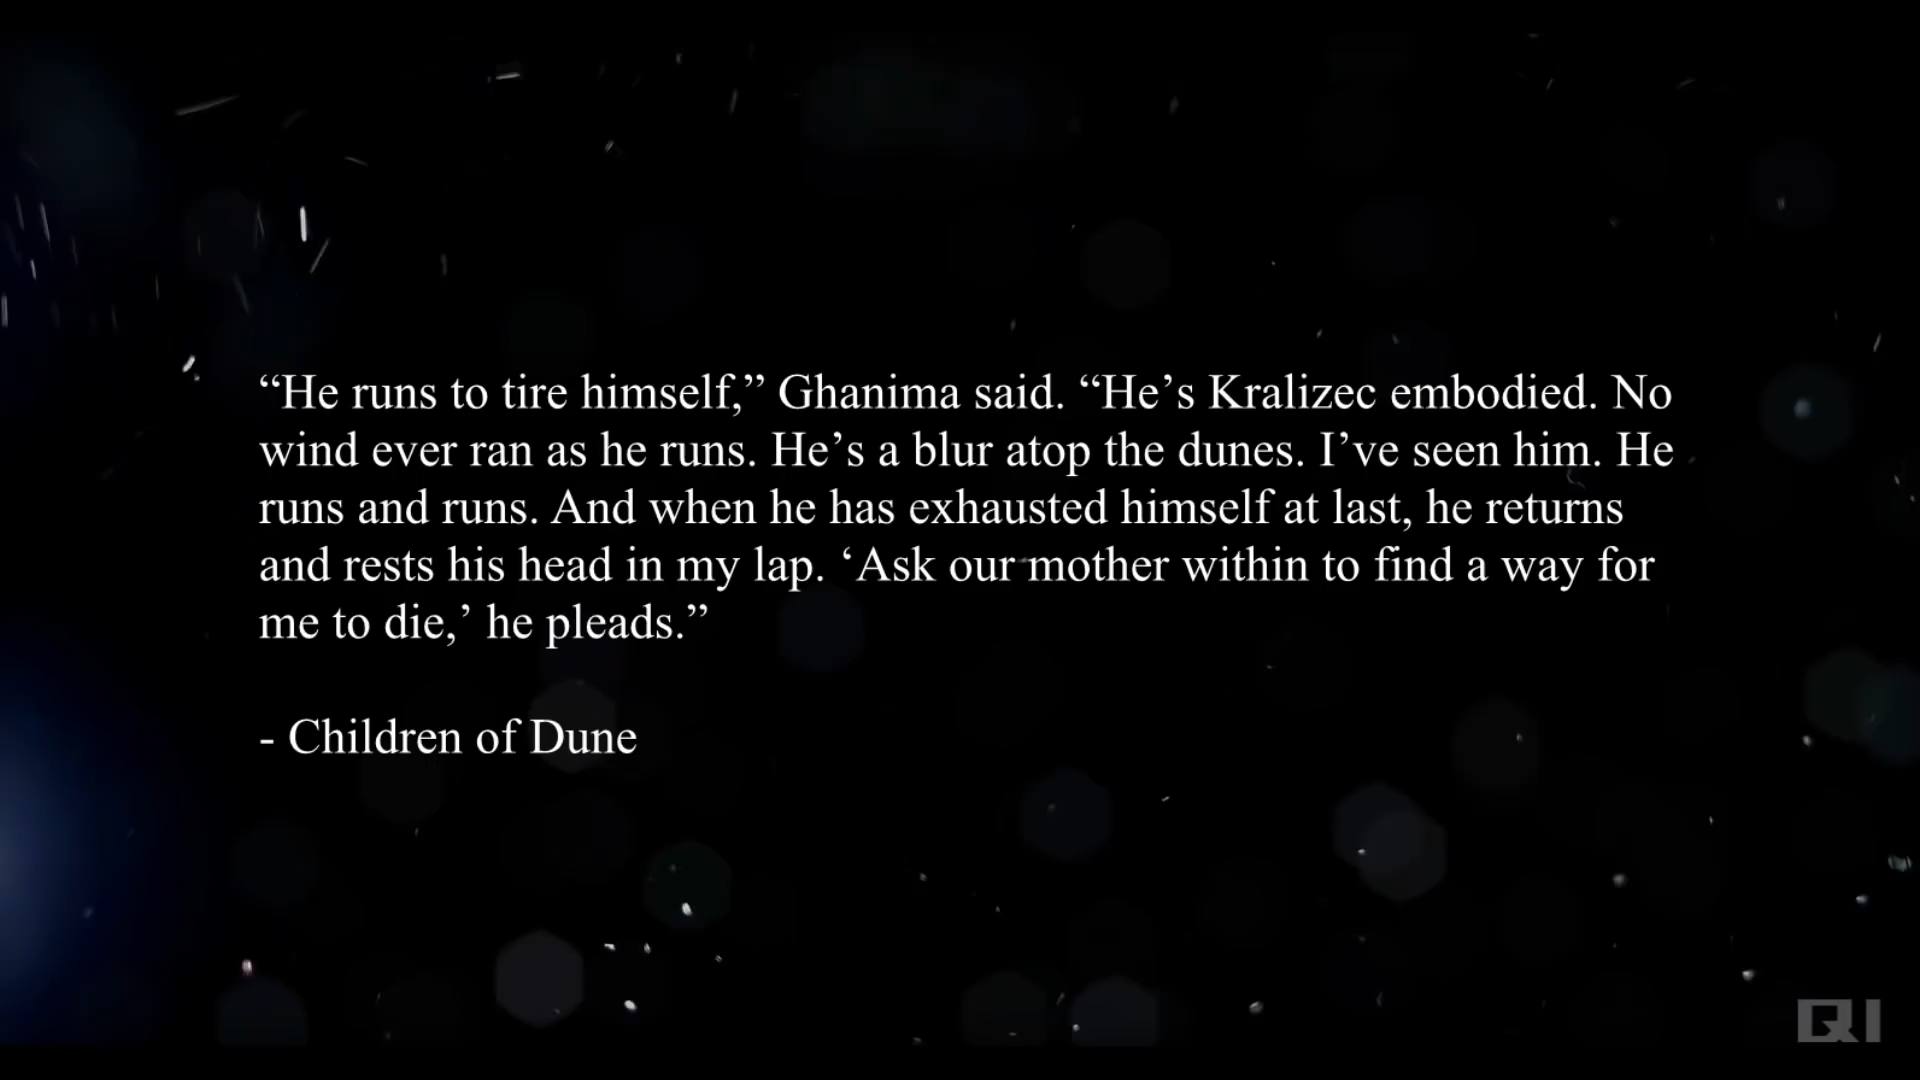 “He runs to tire himself,” Ghanima said. “He’s Kralizec embodied. No
wind ever ran as he runs. He’s a blur atop the dunes. I’ve seen him. He
runs and runs. And when he has exhausted himself at last, he returns
and rests his head in my lap. ‘Ask our mother within to find a way for
me to die,’ he pleads.”
- Children of Dune
QI